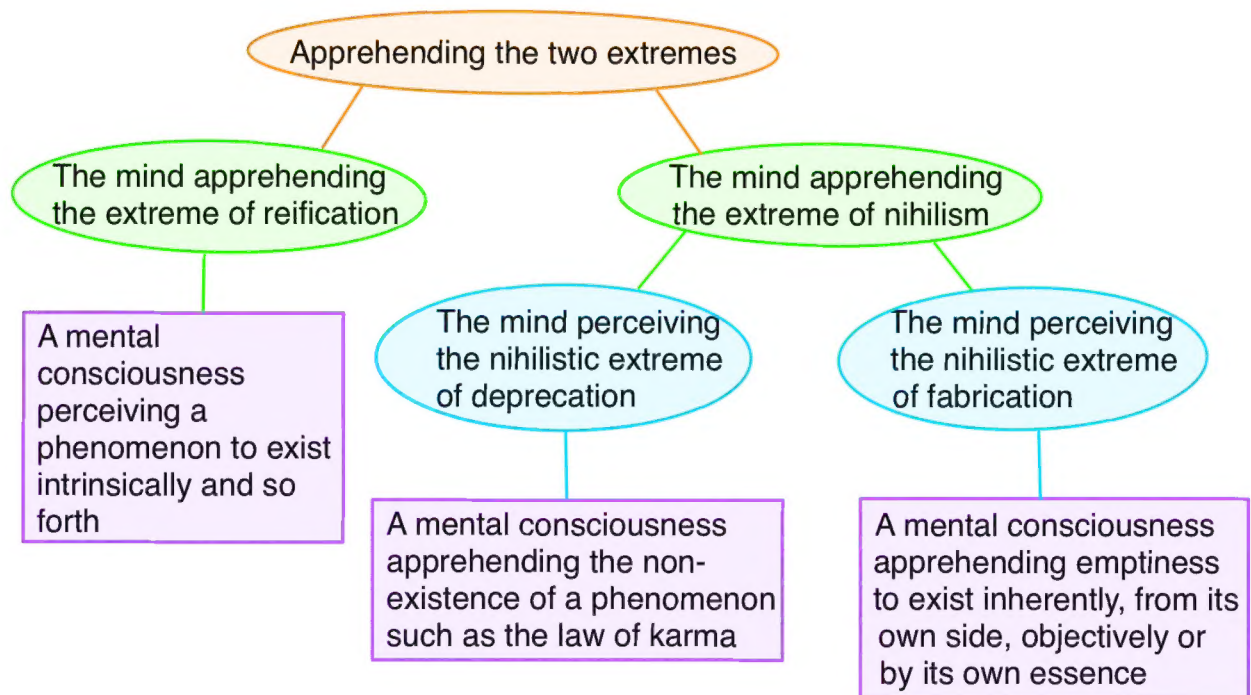 Apprehending the two extremes
The mind apprehending
the extreme of reification
The mind apprehending
the extreme of nihilism
A mental
consciousness
perceiving a
phenomenon to exist
intrinsically and so
forth
The mind perceiving
the nihilistic extreme
of deprecation
The mind perceiving
the nihilistic extreme
of fabrication
A mental consciousness
apprehending the non-
existence of a phenomenon
such as the law of karma
A mental consciousness
apprehending emptiness
to exist inherently, from its
own side, objectively or
by its own essence